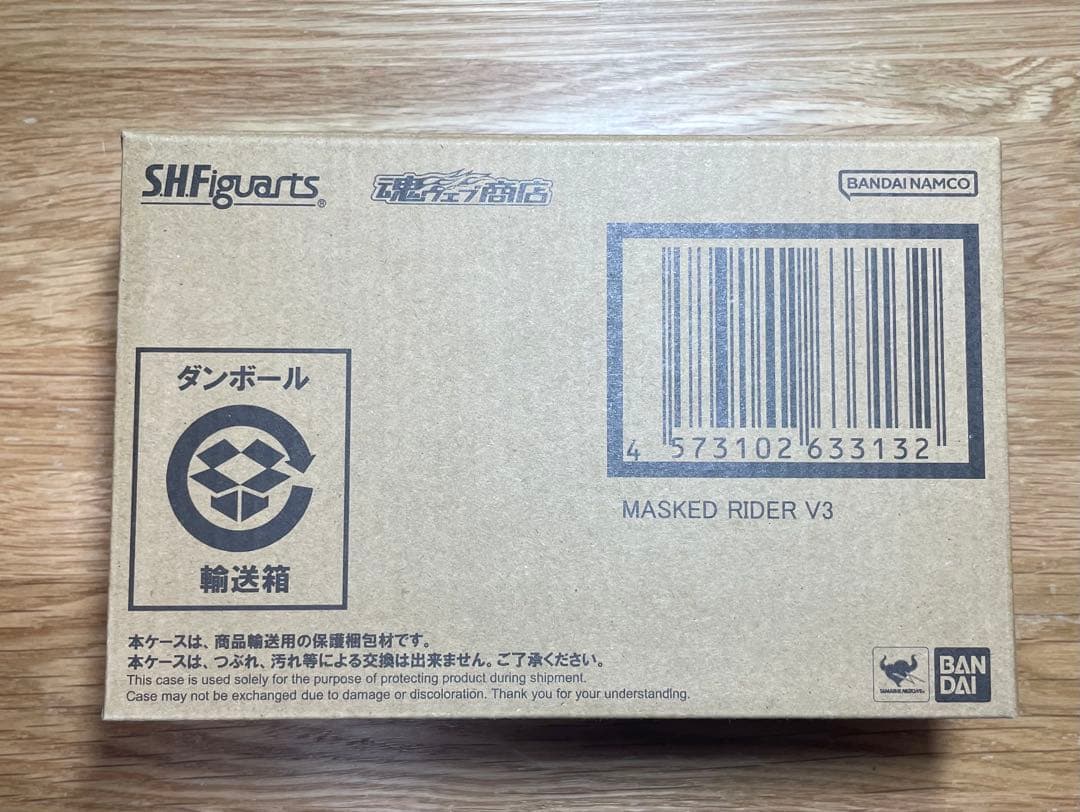 S.H.Figuarts®
魂ウェブ商店
BANDAI NAMCO
4 573102 633132
MASKED RIDER V3
ダンボール
輸送箱
本ケースは、商品輸送用の保護梱包材です。
本ケースは、つぶれ、汚れ等による交換は出来ません。ご了承ください。
This case is used solely for the purpose of protecting product during shipment.
Case may not be exchanged due to damage or discoloration. Thank you for your understanding.
TAMASHII NATIONS
BAN
DAI